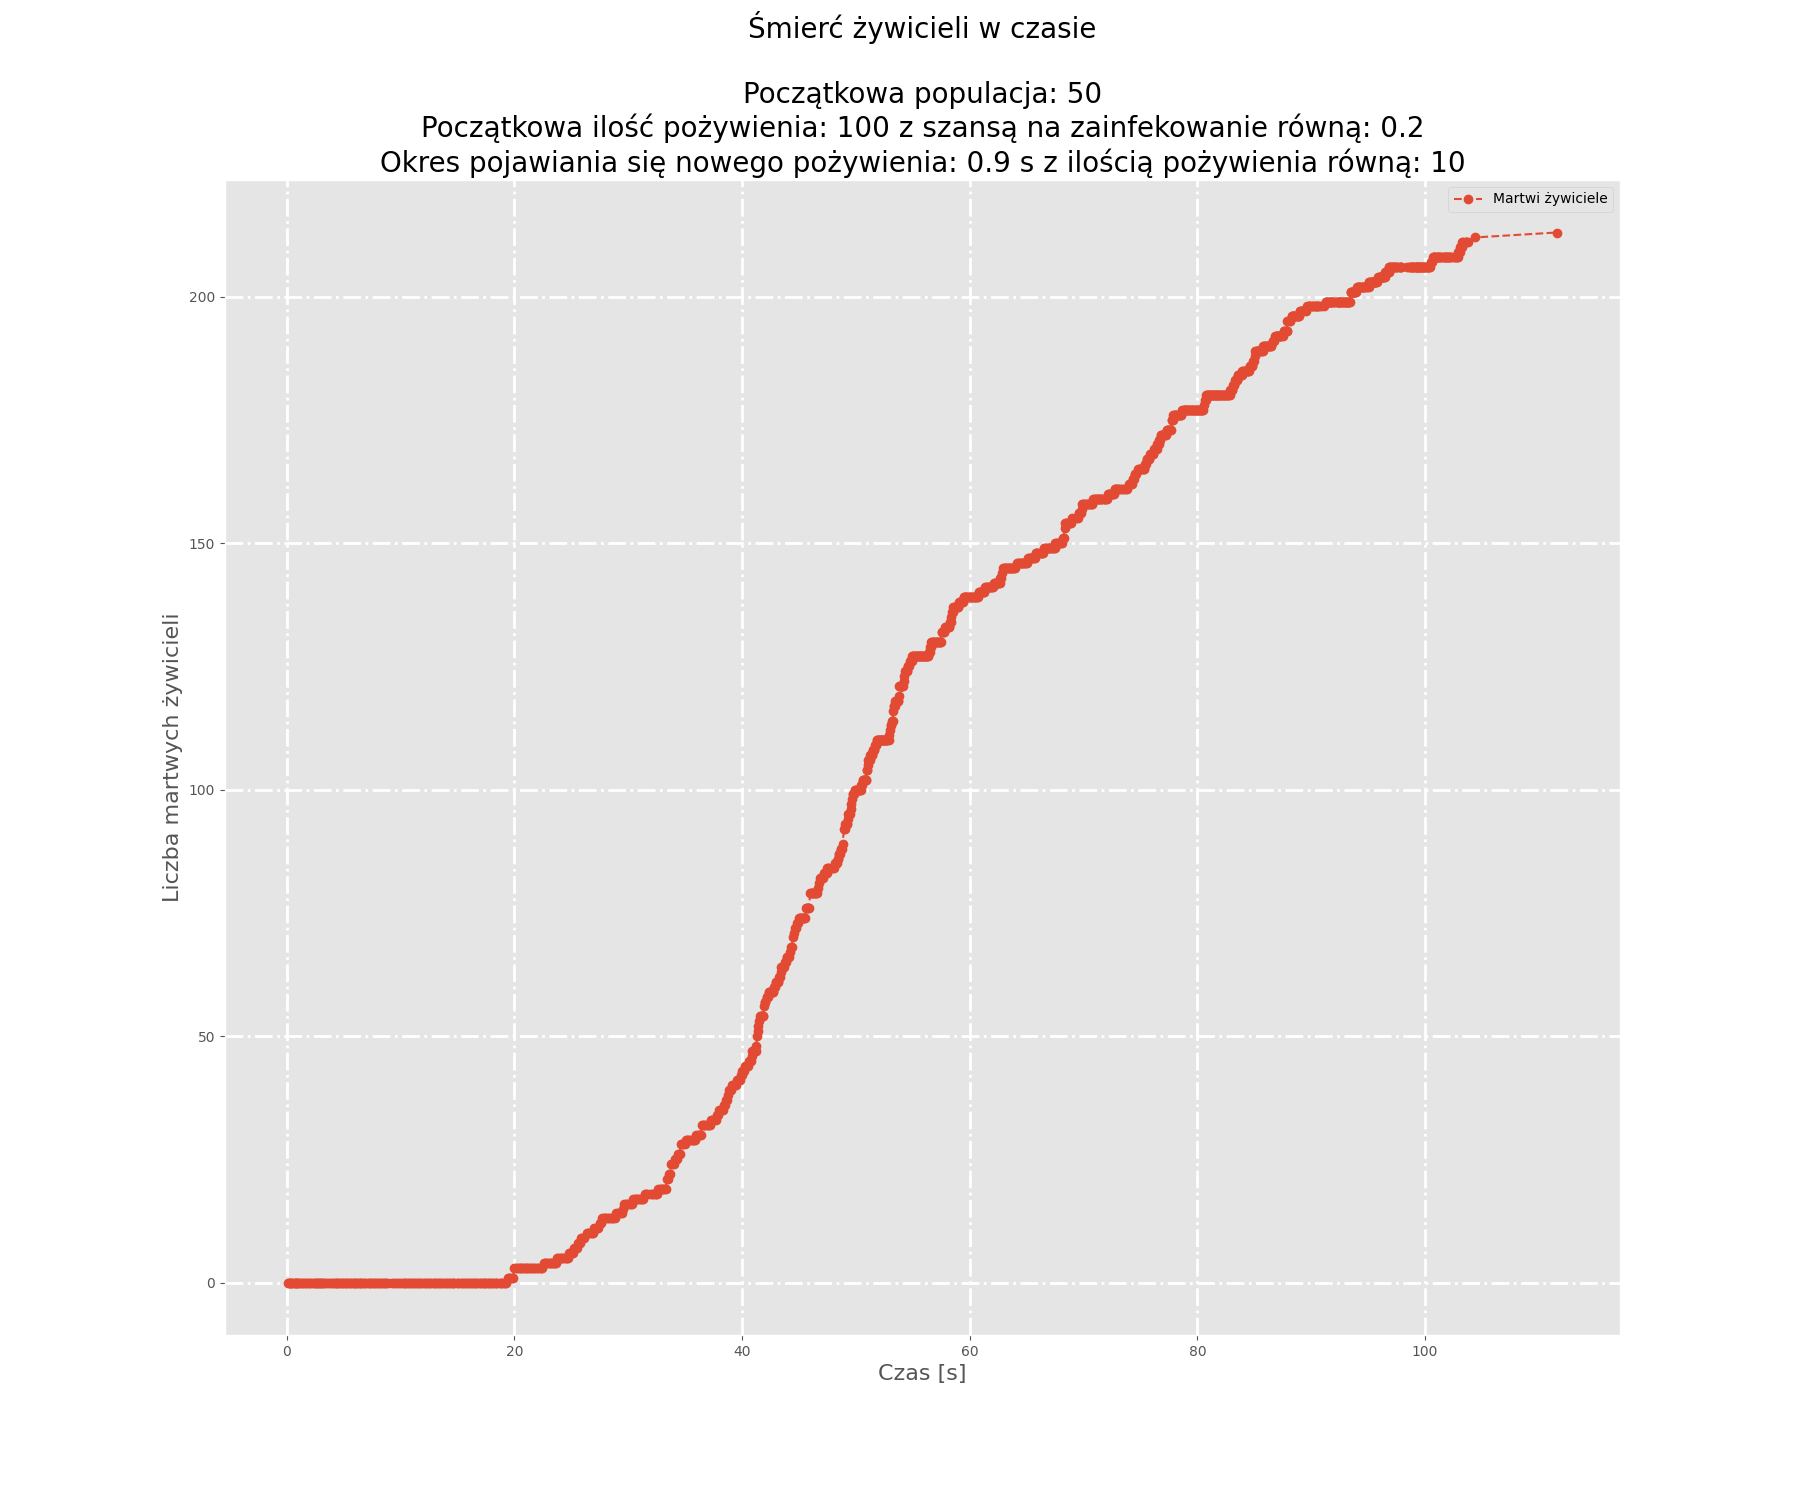 Śmierć żywicieli w czasie
Początkowa populacja: 50
Początkowa ilość pożywienia: 100 z szansą na zainfekowanie równą: 0.2
Okres pojawiania się nowego pożywienia: 0.9 s z ilością pożywienia równą: 10
Martwi żywiciele
200
150
100
50
0
Liczba martwych żywicieli
0 20 40 60 80 100
Czas [s]